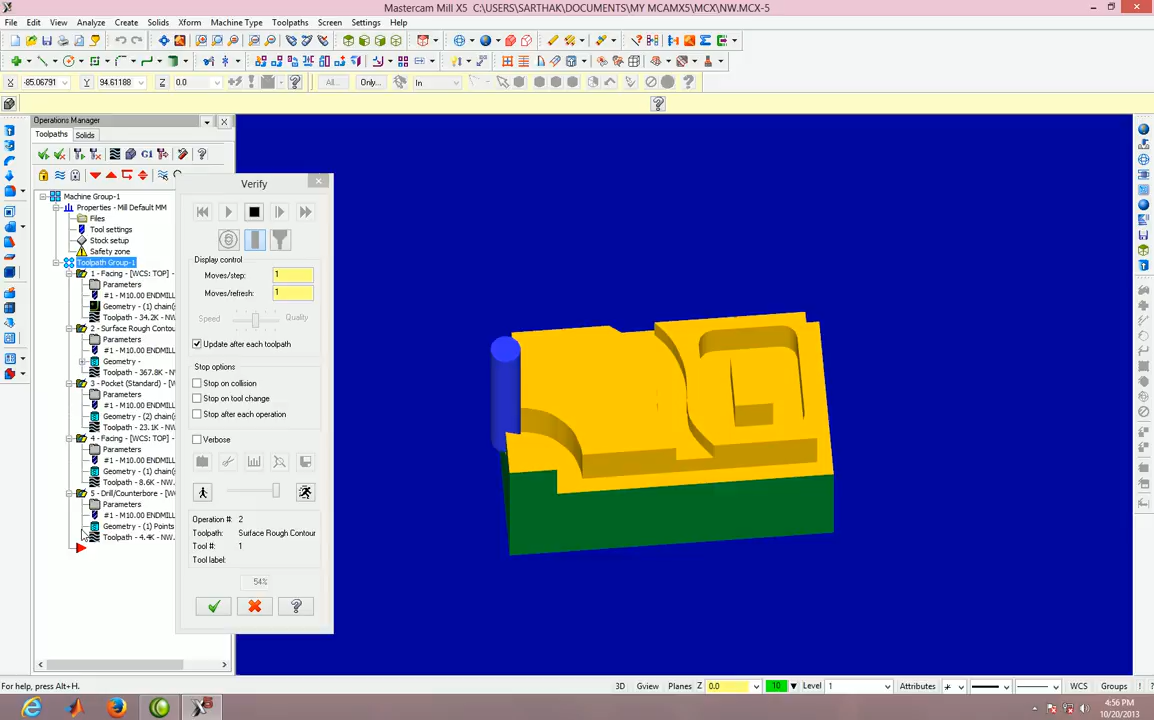 Mastercam Mill X5 C:\USERS\SARTHAK\DOCUMENTS\MY MCAMX5\MCX\NW.MCX-5
File Edit View Analyze Create Solids Xform Machine Type Toolpaths Screen Settings Help
X -85.06791 Y 94.61188 Z 0.0 All... Only... In
Operations Manager
Toolpaths Solids
G1
Verify
Machine Group-1
Properties - Mill Default MM
Files
Tool settings
Stock setup
Safety zone
Toolpath Group-1
1 - Facing - [WCS: TOP] -
Parameters
#1 - M10.00 ENDMILL
Geometry - (1) chain(s
Toolpath - 34.2K - NW.
2 - Surface Rough Contou
Parameters
#1 - M10.00 ENDMILL
Geometry -
Toolpath - 367.8K - NW.
3 - Pocket (Standard) - [W
Parameters
#1 - M10.00 ENDMILL
Geometry - (2) chain(s
Toolpath - 23.1K - NW.
4 - Facing - [WCS: TOP] -
Parameters
#1 - M10.00 ENDMILL
Geometry - (1) chain(s
Toolpath - 8.6K - NW.
5 - Drill/Counterbore - [W
Parameters
#1 - M10.00 ENDMILL
Geometry - (1) Points
Toolpath - 4.4K - NW.
Display control
Moves/step: 1
Moves/refresh: 1
Speed Quality
Update after each toolpath
Stop options
Stop on collision
Stop on tool change
Stop after each operation
Verbose
Operation #: 2
Toolpath: Surface Rough Contour
Tool #: 1
Tool label:
54%
For help, press Alt+H.
3D Gview Planes Z 0.0 10 Level 1 Attributes WCS Groups ! ?
4:56 PM
10/20/2013